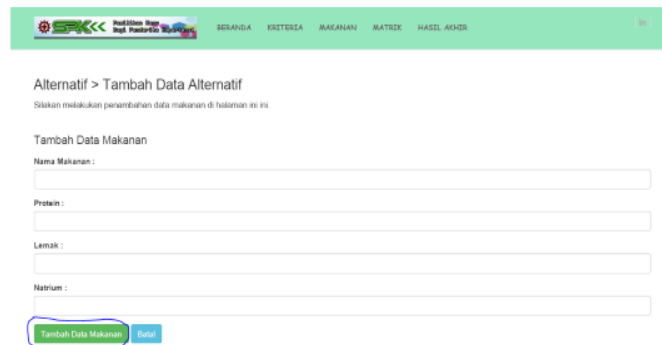 SPK<<
BERANDA KRITERIA MAKANAN MATRIK HASIL AKHIR
Alternatif > Tambah Data Alternatif
Silakan melakukan penambahan data makanan di halaman ini ini.
Tambah Data Makanan
Nama Makanan :
Protein :
Lemak :
Natrium :
Tambah Data Makanan Batal